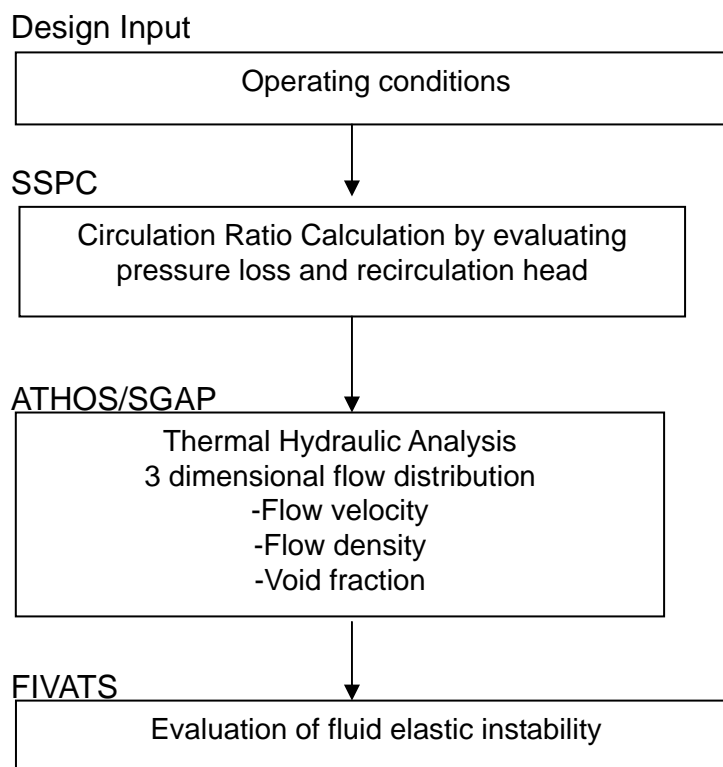 Design Input
Operating conditions
SSPC
Circulation Ratio Calculation by evaluating
pressure loss and recirculation head
ATHOS/SGAP
Thermal Hydraulic Analysis
3 dimensional flow distribution
-Flow velocity
-Flow density
-Void fraction
FIVATS
Evaluation of fluid elastic instability